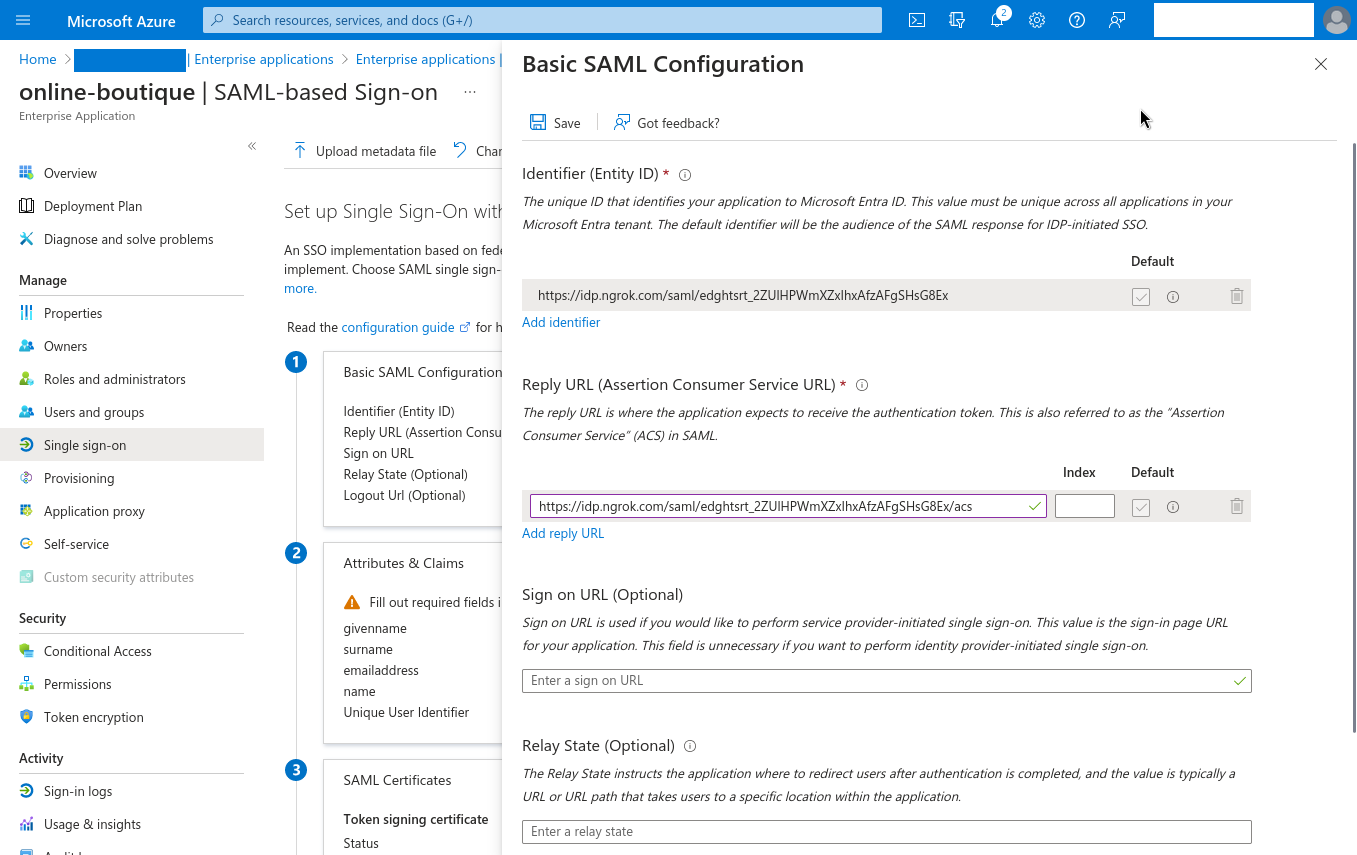 Microsoft Azure
Search resources, services, and docs (G+/)
2
Home > | Enterprise applications > Enterprise applications |
online-boutique | SAML-based Sign-on ...
Enterprise Application
«
Overview
Deployment Plan
Diagnose and solve problems
Manage
Properties
Owners
Roles and administrators
Users and groups
Single sign-on
Provisioning
Application proxy
Self-service
Custom security attributes
Security
Conditional Access
Permissions
Token encryption
Activity
Sign-in logs
Usage & insights
Upload metadata file
Set up Single Sign-On with
An SSO implementation based on fede
implement. Choose SAML single sign-
more.
Read the configuration guide for h
1
Basic SAML Configuration
Identifier (Entity ID)
Reply URL (Assertion Consu
Sign on URL
Relay State (Optional)
Logout Url (Optional)
2
Attributes & Claims
Fill out required fields i
givenname
surname
emailaddress
name
Unique User Identifier
3
SAML Certificates
Token signing certificate
Status
Basic SAML Configuration
Save
Got feedback?
Identifier (Entity ID) *
The unique ID that identifies your application to Microsoft Entra ID. This value must be unique across all applications in your
Microsoft Entra tenant. The default identifier will be the audience of the SAML response for IDP-initiated SSO.
Default
https://idp.ngrok.com/saml/edghtsrt_2ZUlHPWmXZxlhxAfzAFgSHsG8Ex
Add identifier
Reply URL (Assertion Consumer Service URL) *
The reply URL is where the application expects to receive the authentication token. This is also referred to as the “Assertion
Consumer Service” (ACS) in SAML.
Index Default
https://idp.ngrok.com/saml/edghtsrt_2ZUlHPWmXZxlhxAfzAFgSHsG8Ex/acs
Add reply URL
Sign on URL (Optional)
Sign on URL is used if you would like to perform service provider-initiated single sign-on. This value is the sign-in page URL
for your application. This field is unnecessary if you want to perform identity provider-initiated single sign-on.
Enter a sign on URL
Relay State (Optional)
The Relay State instructs the application where to redirect users after authentication is completed, and the value is typically a
URL or URL path that takes users to a specific location within the application.
Enter a relay state